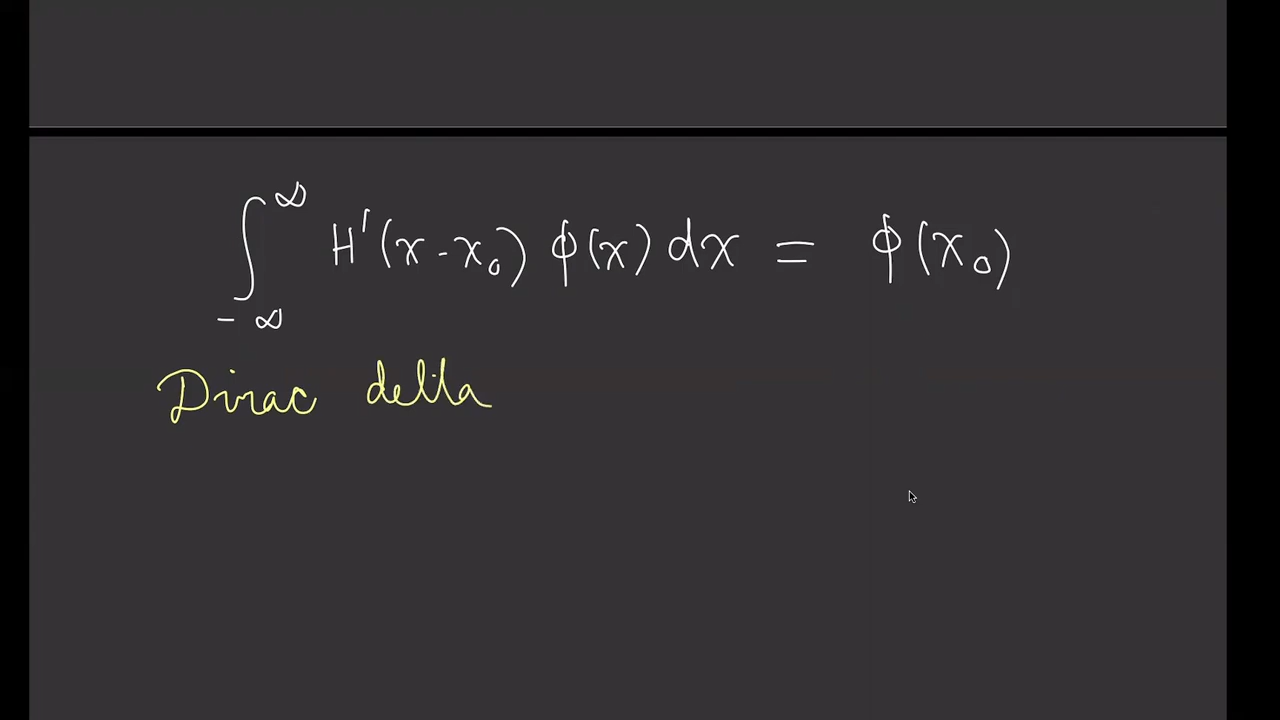 ∫_{-∞}^{∞} H'(x - x₀) ϕ(x) dx = ϕ(x₀)
Dirac delta